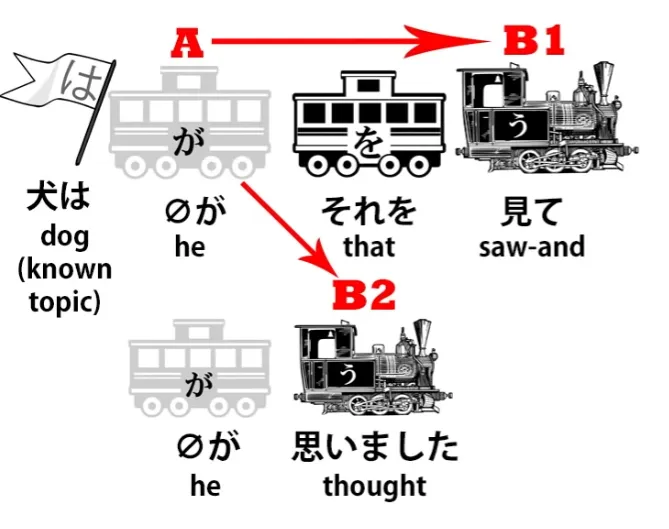 A B1
は が を う
犬は ∅が それを 見て
dog he that saw-and
(known
topic)
B2
が う
∅が 思いました
he thought